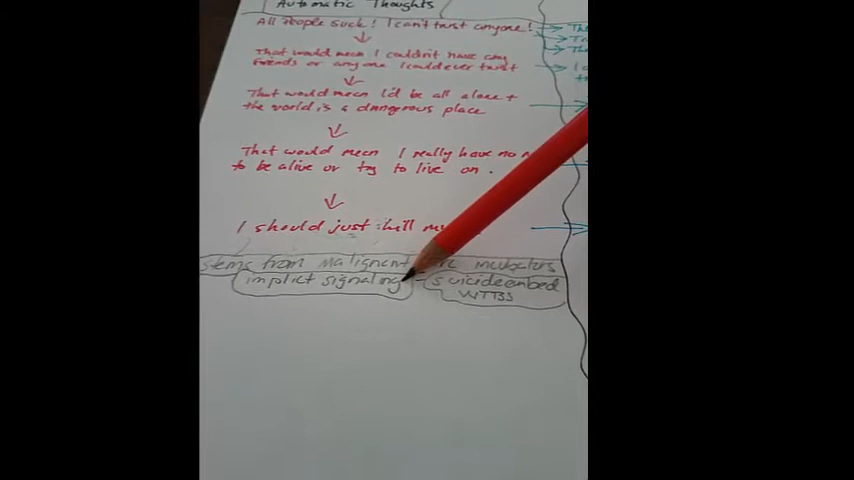 Automatic Thoughts
All People Suck! I can't trust anyone!
That would mean I couldn't have any
friends or anyone I could ever trust
That would mean I'd be all alone +
the world is a dangerous place
That would mean I really have no
to be alive or try to live on.
I should just kill
stems from malignant incubators
implicit signaling
suicide embed